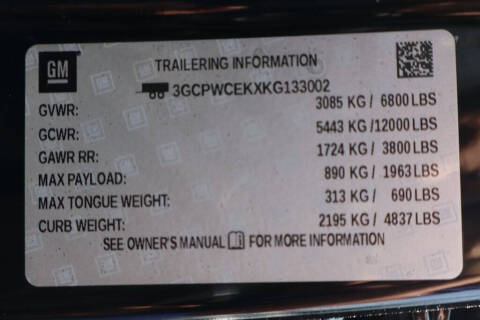 GM
TRAILERING INFORMATION
3GCPWCEKXKG133002
GVWR: 3085 KG / 6800 LBS
GCWR: 5443 KG /12000 LBS
GAWR RR: 1724 KG / 3800 LBS
MAX PAYLOAD: 890 KG / 1963 LBS
MAX TONGUE WEIGHT: 313 KG / 690 LBS
CURB WEIGHT: 2195 KG / 4837 LBS
SEE OWNER'S MANUAL FOR MORE INFORMATION